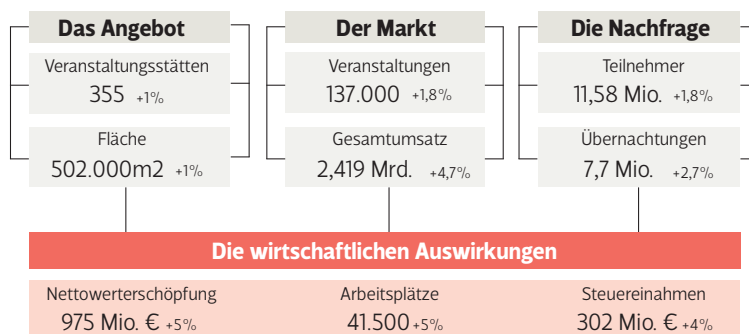 Das Angebot
Veranstaltungsstätten
355 +1%
Fläche
502.000m2 +1%
Der Markt
Veranstaltungen
137.000 +1,8%
Gesamtumsatz
2,419 Mrd. +4,7%
Die Nachfrage
Teilnehmer
11,58 Mio. +1,8%
Übernachtungen
7,7 Mio. +2,7%
Die wirtschaftlichen Auswirkungen
Nettowerterschöpfung
975 Mio. € +5%
Arbeitsplätze
41.500 +5%
Steuereinahmen
302 Mio. € +4%